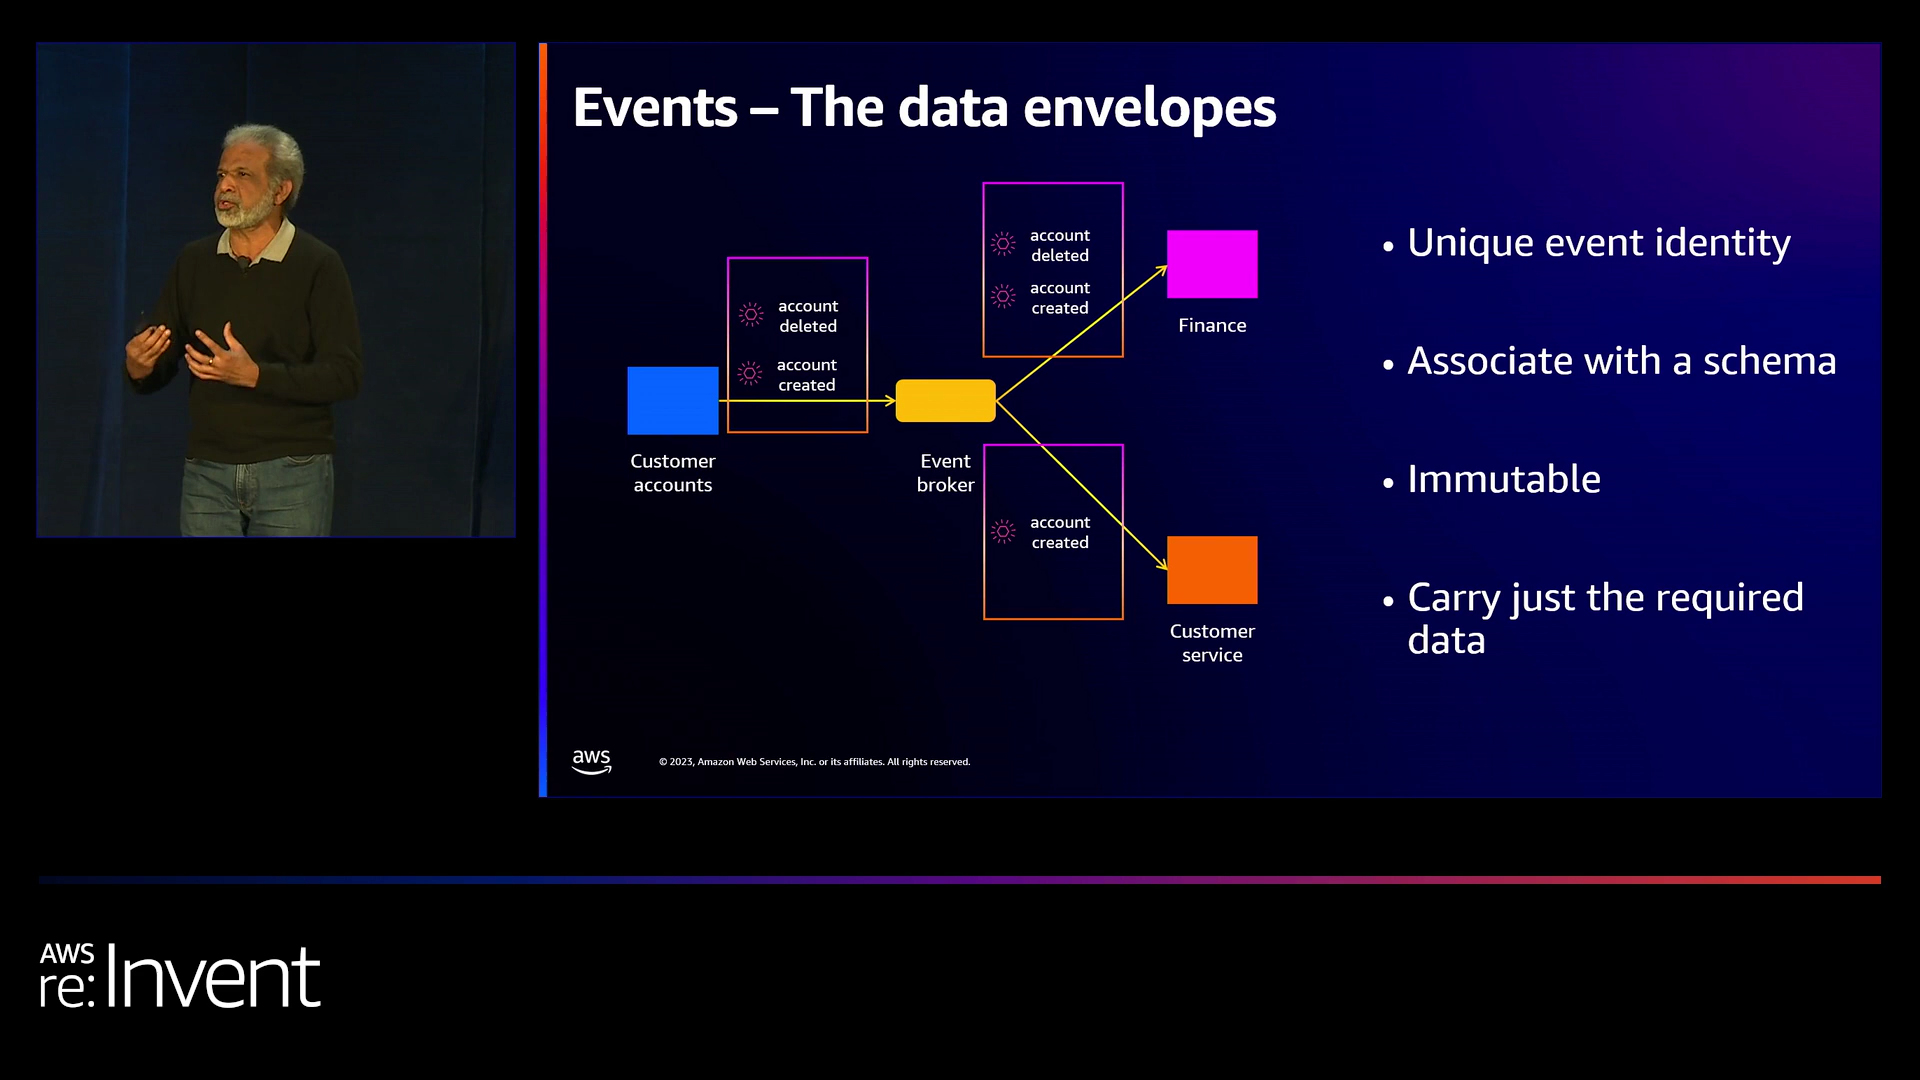 Events – The data envelopes
account
deleted
account
created
Customer
accounts
Event
broker
account
deleted
account
created
Finance
account
created
Customer
service
• Unique event identity
• Associate with a schema
• Immutable
• Carry just the required
data
aws
© 2023, Amazon Web Services, Inc. or its affiliates. All rights reserved.
AWS
re:Invent